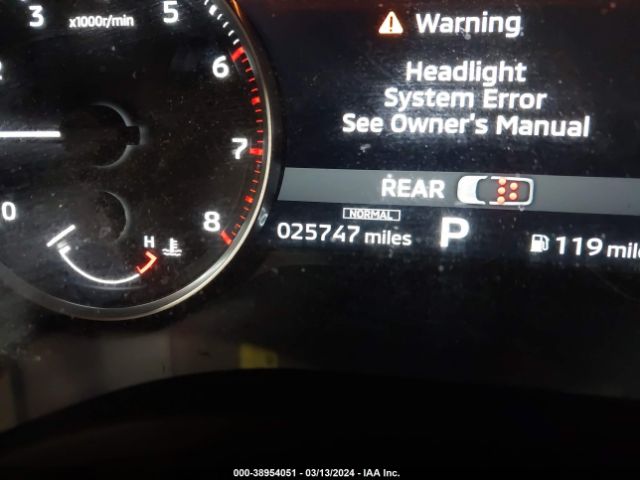 3
5
x1000r/min
2
6
7
0
8
H
Warning
Headlight
System Error
See Owner's Manual
REAR
NORMAL
025747 miles
P
119
000-38954051 - 03/13/2024 - IAA Inc.